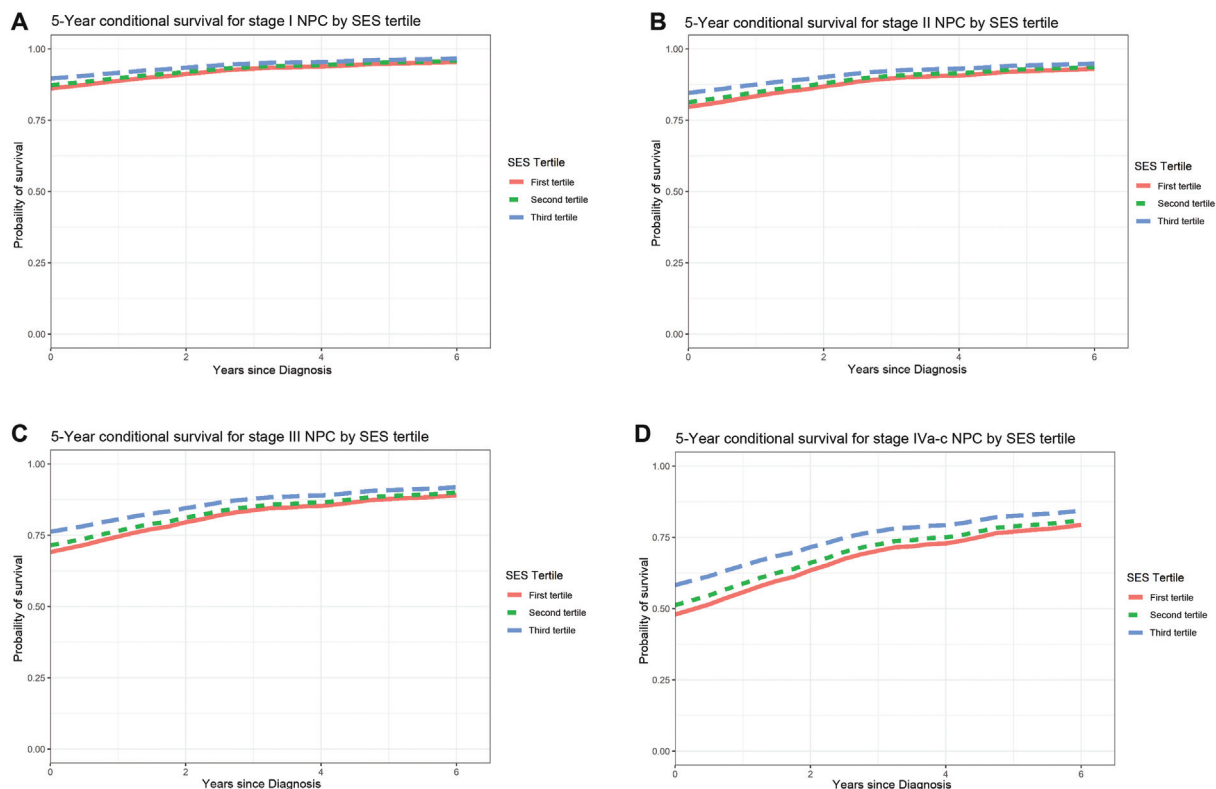 A
5-Year conditional survival for stage I NPC by SES tertile
1.00
0.75
0.50
0.25
0.00
Probaility of survival
0
2
4
6
Years since Diagnosis
SES Tertile
First tertile
Second tertile
Third tertile
B
5-Year conditional survival for stage II NPC by SES tertile
1.00
0.75
0.50
0.25
0.00
Probaility of survival
0
2
4
6
Years since Diagnosis
SES Tertile
First tertile
Second tertile
Third tertile
C
5-Year conditional survival for stage III NPC by SES tertile
1.00
0.75
0.50
0.25
0.00
Probaility of survival
0
2
4
6
Years since Diagnosis
SES Tertile
First tertile
Second tertile
Third tertile
D
5-Year conditional survival for stage IVa-c NPC by SES tertile
1.00
0.75
0.50
0.25
0.00
Probaility of survival
0
2
4
6
Years since Diagnosis
SES Tertile
First tertile
Second tertile
Third tertile